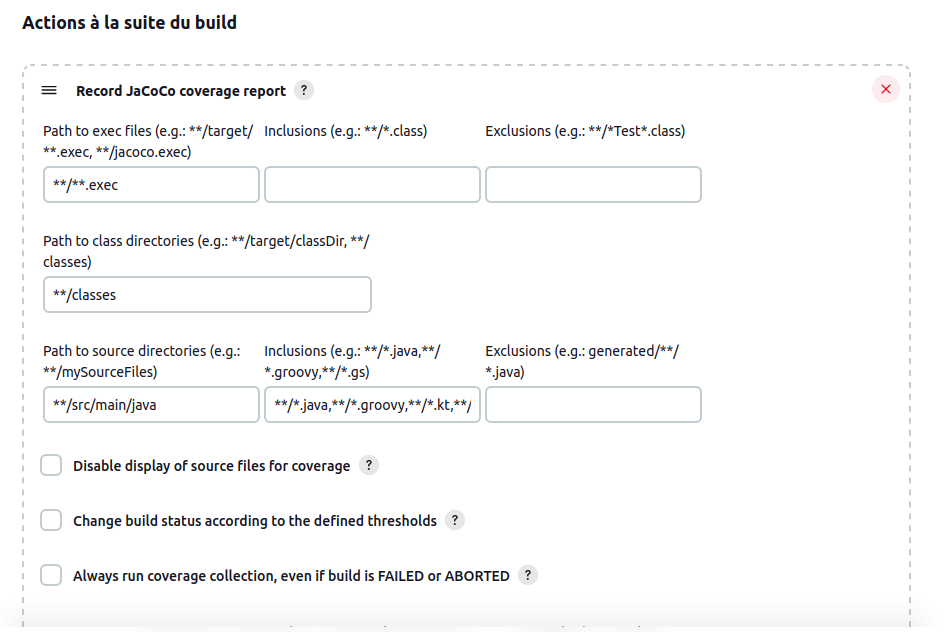 Actions à la suite du build
Record JaCoCo coverage report ?
Path to exec files (e.g.: **/target/
**.exec, **/jacoco.exec)
Inclusions (e.g.: **/*.class)
Exclusions (e.g.: **/*Test*.class)
**/**.exec
Path to class directories (e.g.: **/target/classDir, **/
classes)
**/classes
Path to source directories (e.g.:
**/mySourceFiles)
Inclusions (e.g.: **/*.java,**/
*.groovy,**/*.gs)
Exclusions (e.g.: generated/**/
*.java)
**/src/main/java
**/*.java,**/*.groovy,**/*.kt,**/
Disable display of source files for coverage ?
Change build status according to the defined thresholds ?
Always run coverage collection, even if build is FAILED or ABORTED ?